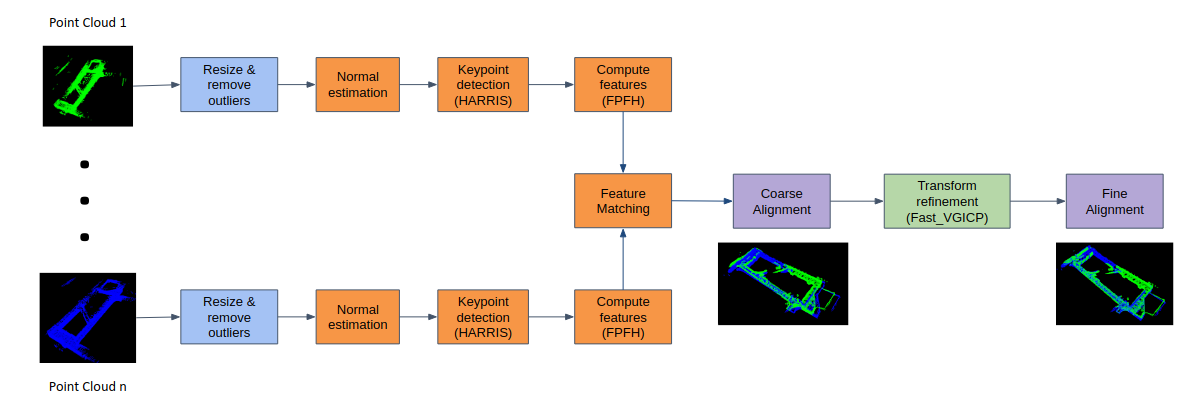 Point Cloud 1
Resize &
remove
outliers
Normal
estimation
Keypoint
detection
(HARRIS)
Compute
features
(FPFH)
Feature
Matching
Coarse
Alignment
Transform
refinement
(Fast_VGICP)
Fine
Alignment
Resize &
remove
outliers
Normal
estimation
Keypoint
detection
(HARRIS)
Compute
features
(FPFH)
Point Cloud n